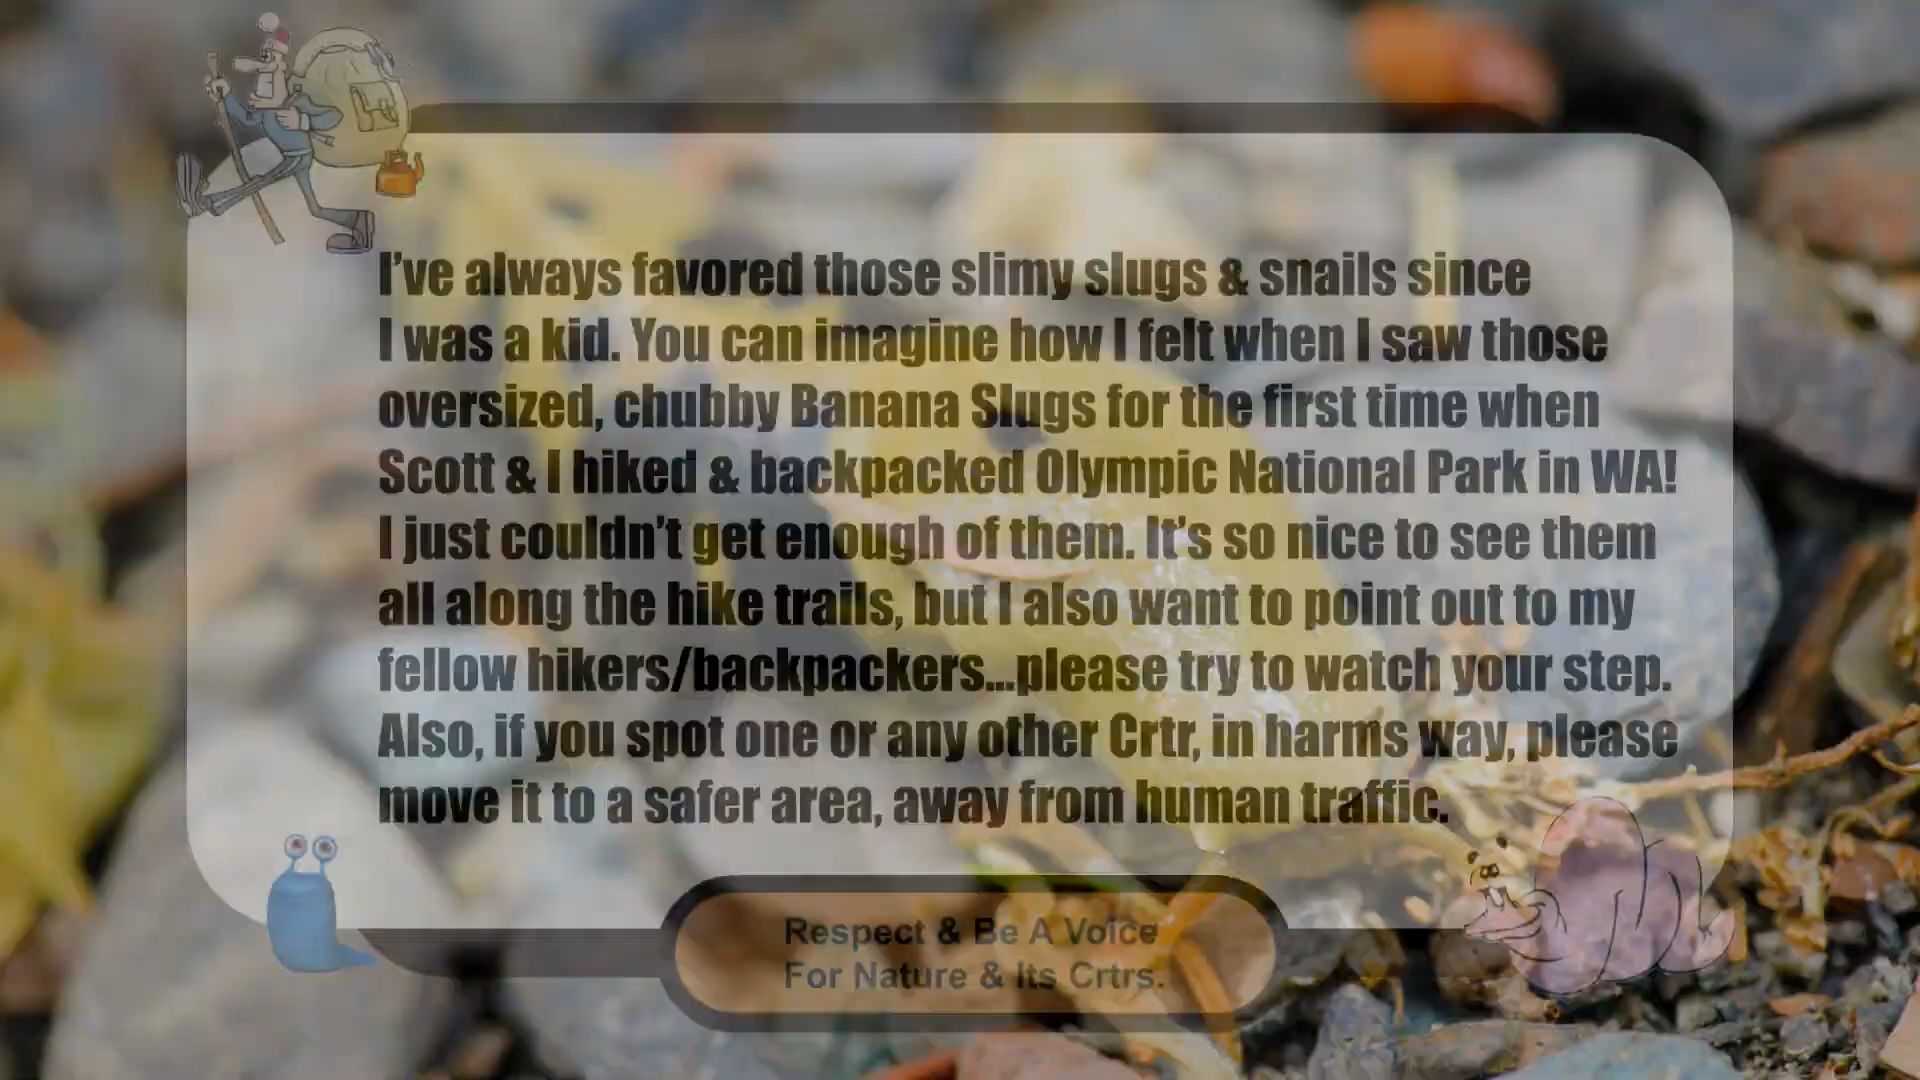 I've always favored those slimy slugs & snails since
I was a kid. You can imagine how I felt when I saw those
oversized, chubby Banana Slugs for the first time when
Scott & I hiked & backpacked Olympic National Park in WA!
I just couldn't get enough of them. It's so nice to see them
all along the hike trails, but I also want to point out to my
fellow hikers/backpackers...please try to watch your step.
Also, if you spot one or any other Crtr, in harms way, please
move it to a safer area, away from human traffic.
Respect & Be A Voice
For Nature & Its Crtrs.